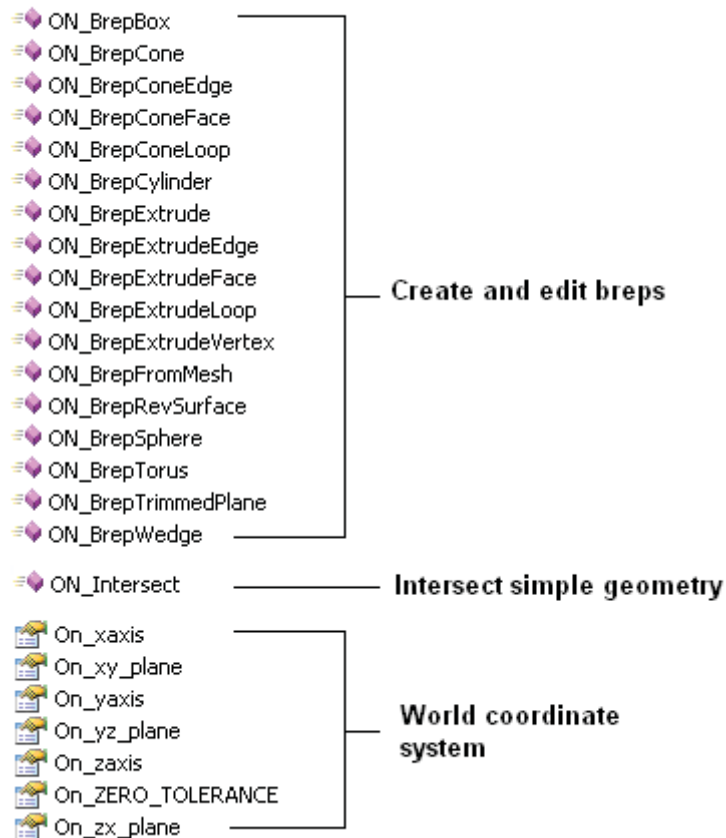 ON_BrepBox
ON_BrepCone
ON_BrepConeEdge
ON_BrepConeFace
ON_BrepConeLoop
ON_BrepCylinder
ON_BrepExtrude
ON_BrepExtrudeEdge
ON_BrepExtrudeFace
ON_BrepExtrudeLoop
ON_BrepExtrudeVertex
ON_BrepFromMesh
ON_BrepRevSurface
ON_BrepSphere
ON_BrepTorus
ON_BrepTrimmedPlane
ON_BrepWedge
Create and edit breps
ON_Intersect
Intersect simple geometry
On_xaxis
On_xy_plane
On_yaxis
On_yz_plane
On_zaxis
On_ZERO_TOLERANCE
On_zx_plane
World coordinate
system